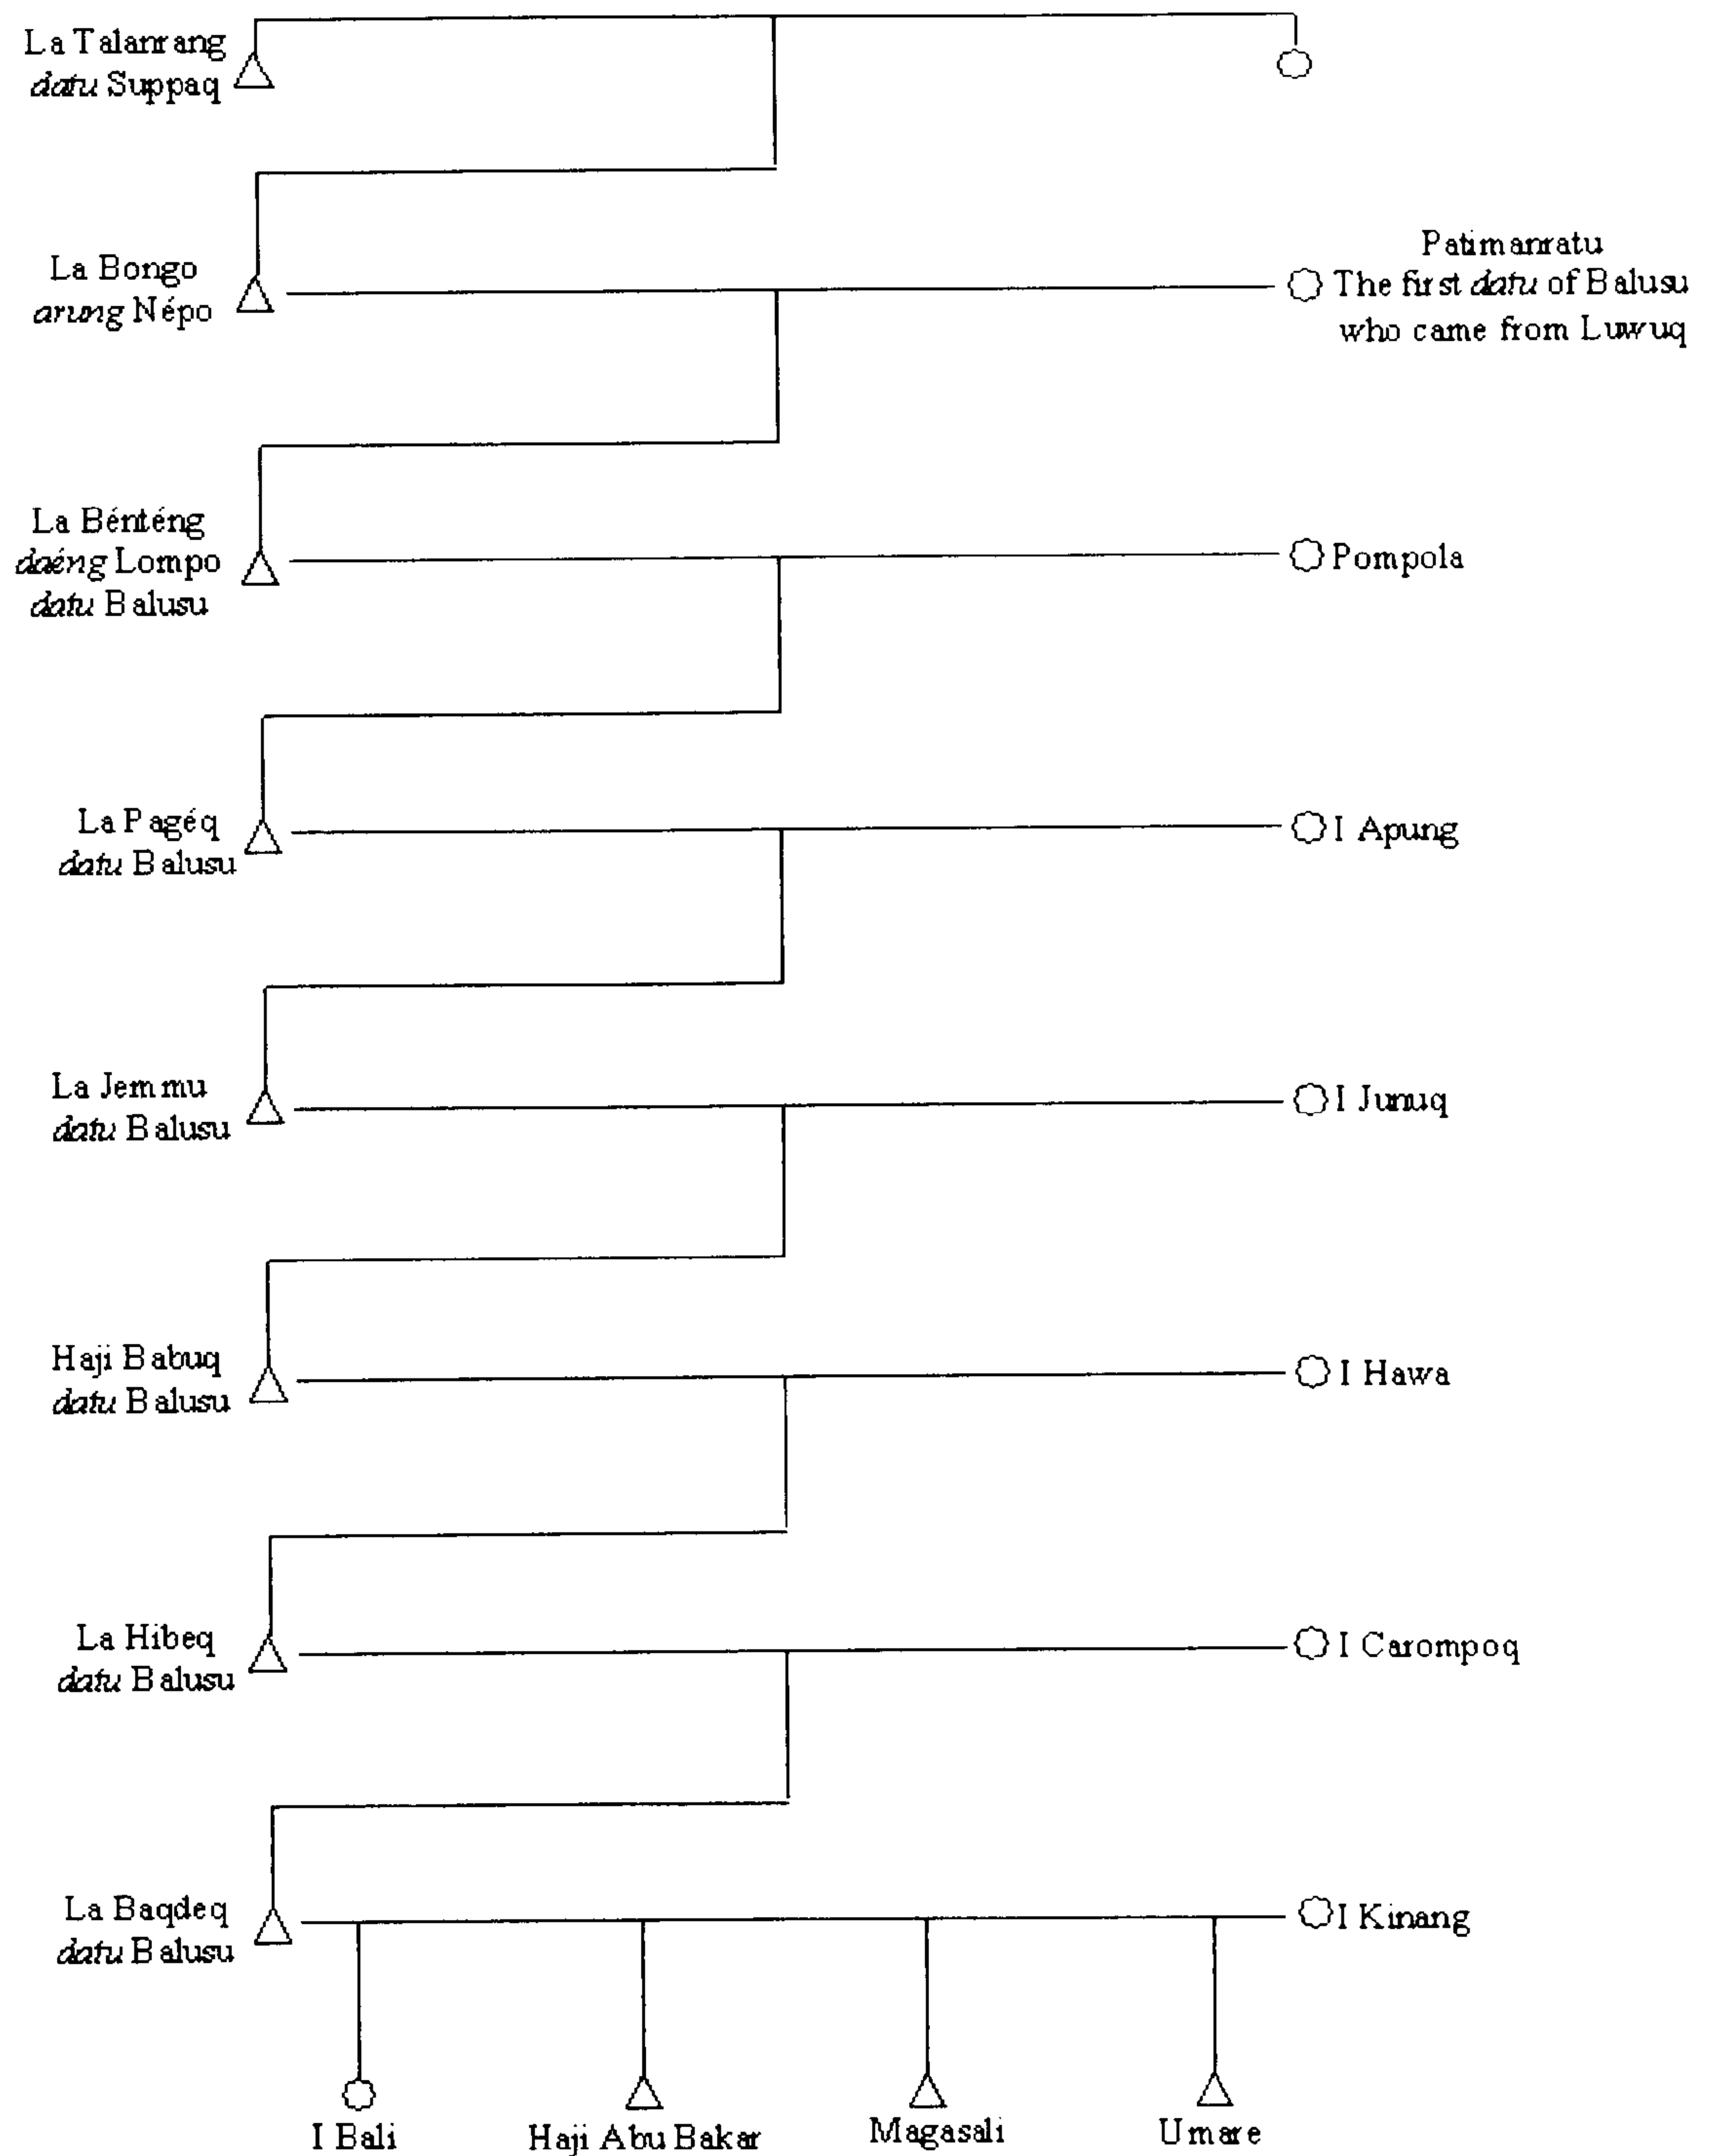 La Talanrang
datu Suppaq
La Bongo
arung Népo
Patimanratu
The first datu of Balusu
who came from Luwuq
La Bénténg
daéng Lompo
datu Balusu
Pompola
La Pagéq
datu Balusu
I Apung
La Jemmu
datu Balusu
I Junuq
Haji Babuq
datu Balusu
I Hawa
La Hibeq
datu Balusu
I Carompoq
La Baqdeq
datu Balusu
I Kinang
I Bali
Haji Abu Bakar
Magasali
Umare